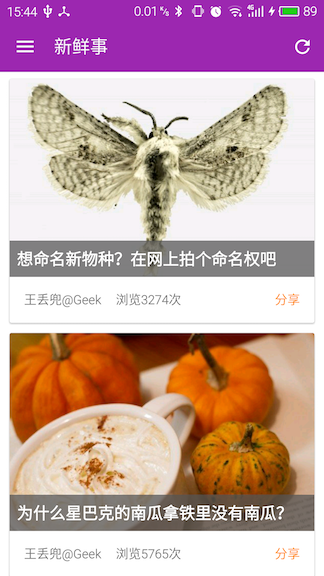 15:44 0.01 K/s 4G 89
新鲜事
想命名新物种？在网上拍个命名权吧
王丢兜@Geek 浏览3274次 分享
为什么星巴克的南瓜拿铁里没有南瓜？
王丢兜@Geek 浏览5765次 分享